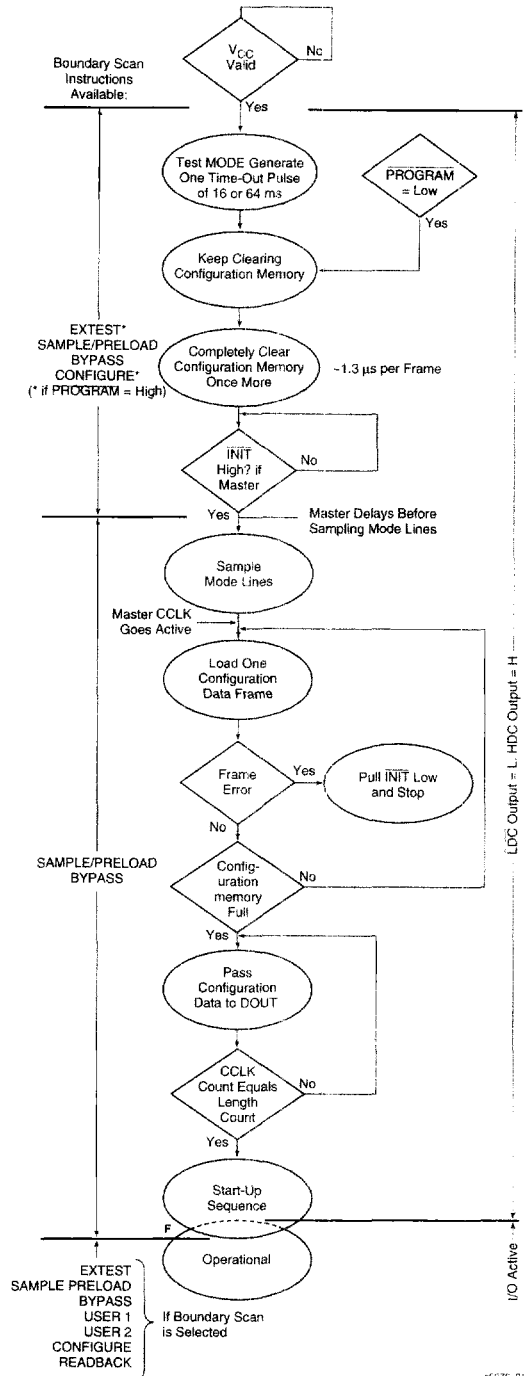 Boundary Scan
Instructions
Available:
VCC
Valid
No
Yes
Test MODE Generate
One Time-Out Pulse
of 16 or 64 ms
PROGRAM
= Low
Yes
Keep Clearing
Configuration Memory
EXTEST*
SAMPLE/PRELOAD
BYPASS
CONFIGURE*
(* if PROGRAM = High)
Completely Clear
Configuration Memory
Once More
~1.3 μs per Frame
INIT
High? if
Master
No
Yes
Master Delays Before
Sampling Mode Lines
Sample
Mode Lines
Master CCLK
Goes Active
Load One
Configuration
Data Frame
Frame
Error
Yes
Pull INIT Low
and Stop
No
SAMPLE/PRELOAD
BYPASS
Config-
uration
memory
Full
No
Yes
Pass
Configuration
Data to DOUT
CCLK
Count Equals
Length
Count
No
Yes
Start-Up
Sequence
F
Operational
EXTEST
SAMPLE PRELOAD
BYPASS
USER 1
USER 2
CONFIGURE
READBACK
If Boundary Scan
is Selected
LDC Output = L, HDC Output = H
I/O Active